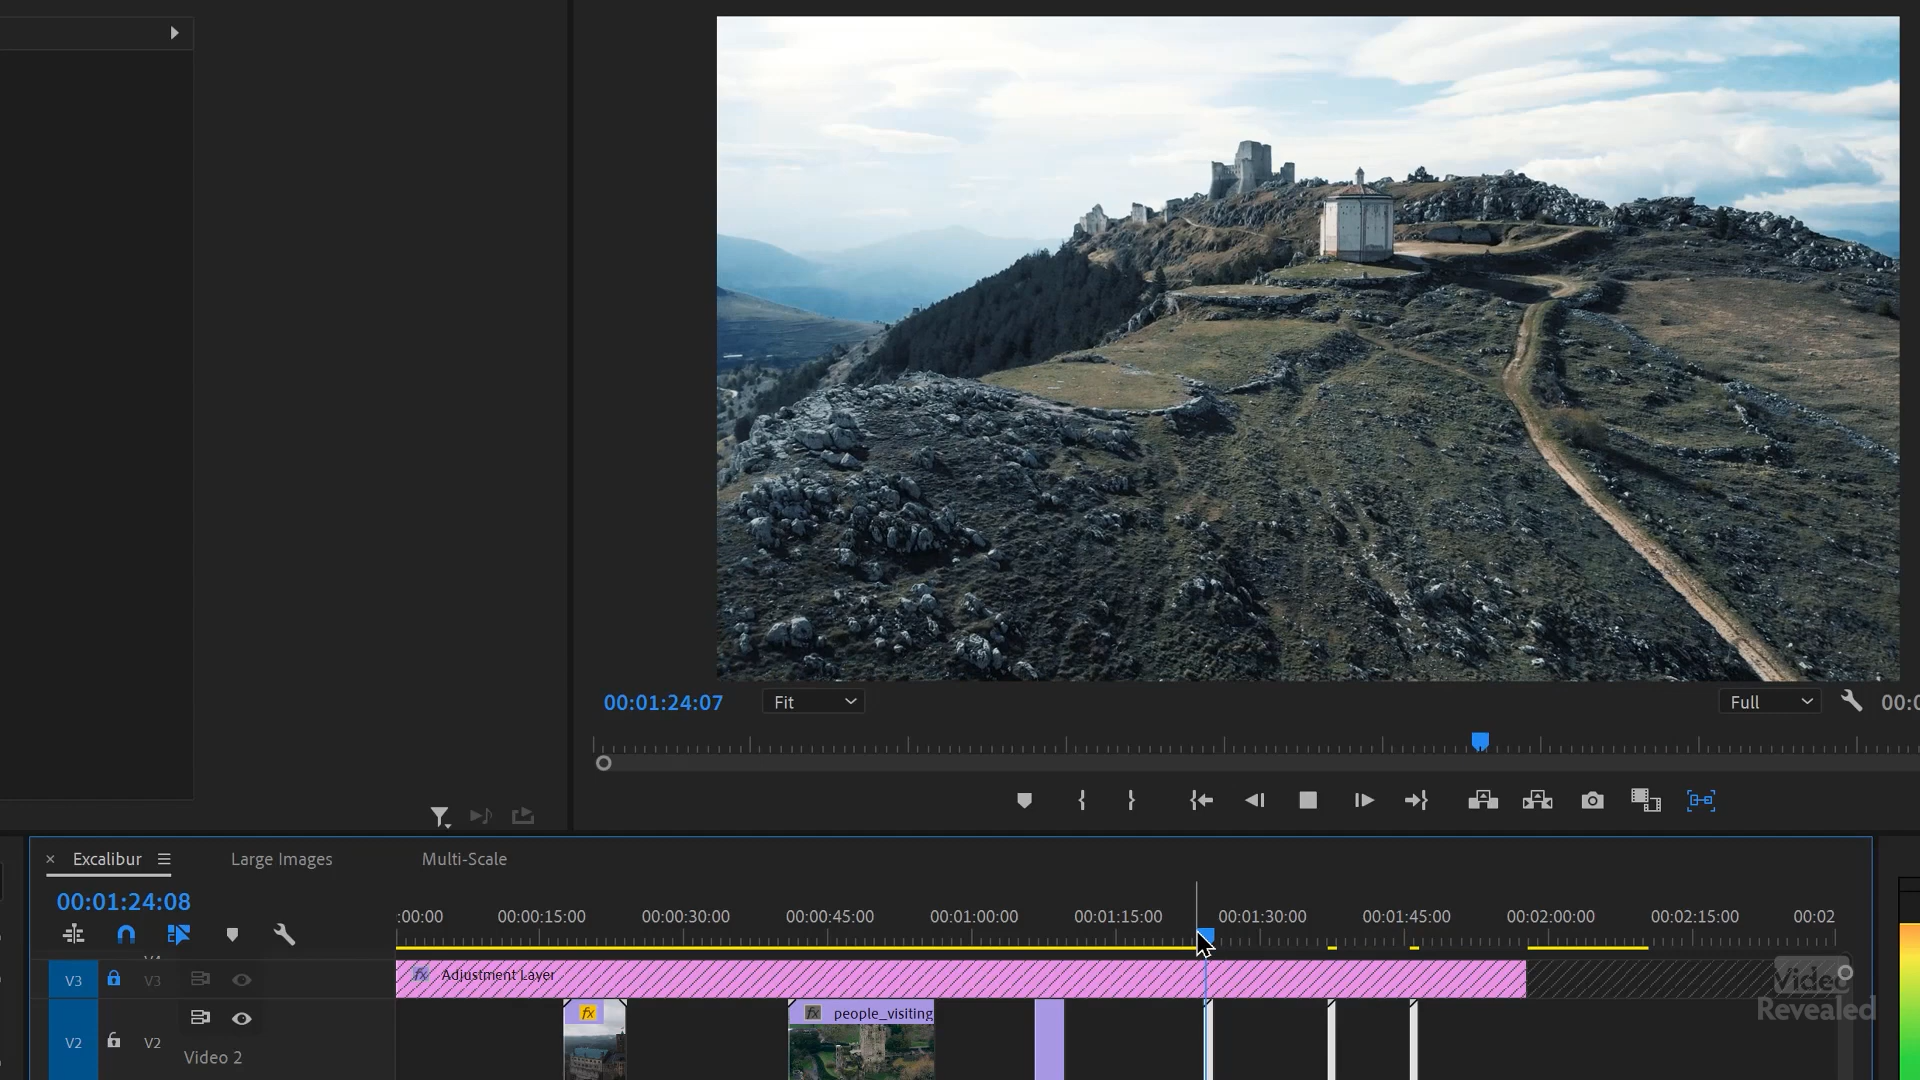 00:01:24:07
Fit
Full
00:0
× Excalibur
Large Images
Multi-Scale
00:01:24:08
:00:00
00:00:15:00
00:00:30:00
00:00:45:00
00:01:00:00
00:01:15:00
00:01:30:00
00:01:45:00
00:02:00:00
00:02:15:00
00:02
V3
V3
fx Adjustment Layer
Video
Revealed
fx
fx people_visiting
V2
V2
Video 2